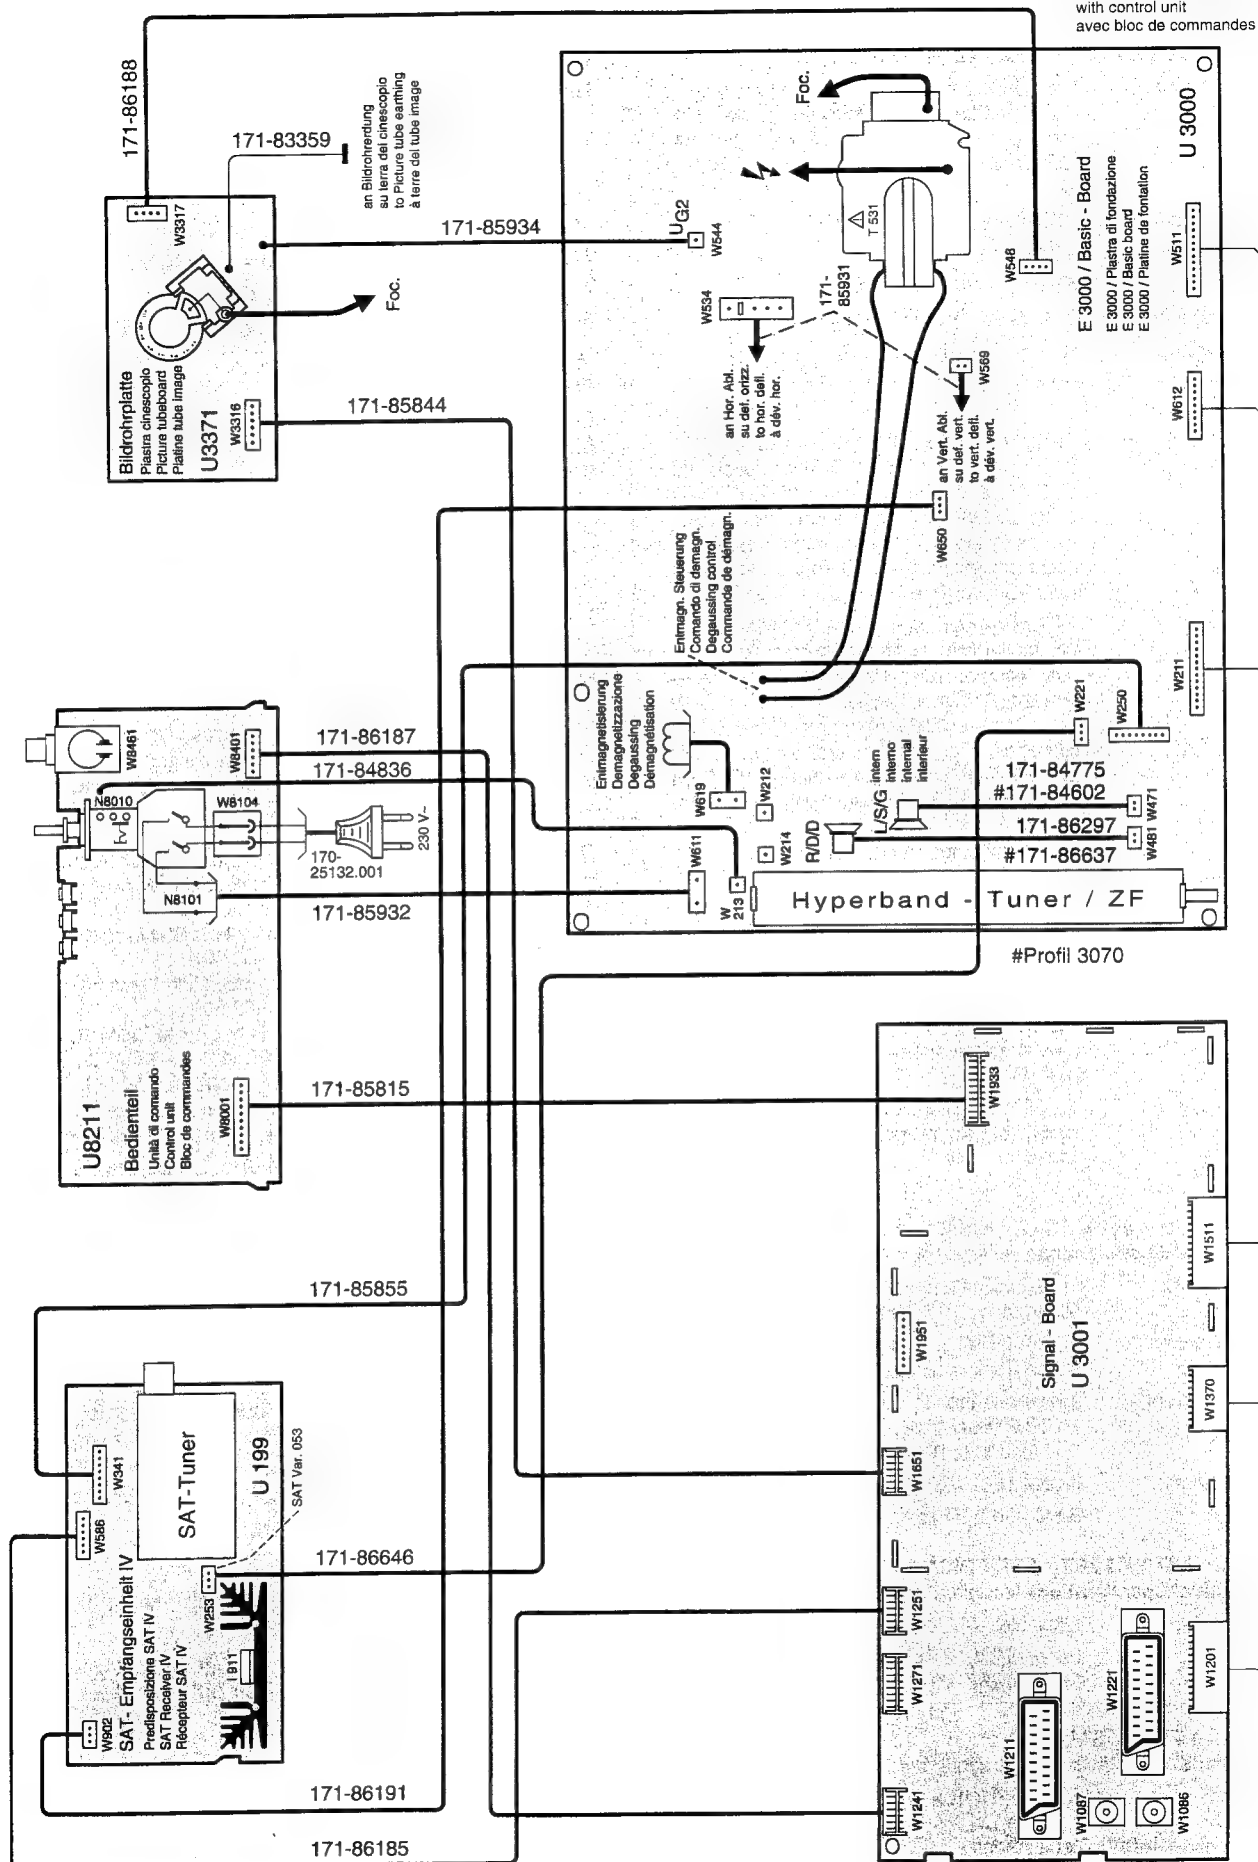 with control unit
avec bloc de commandes
171-86188
171-83359
an Bildrohrerdung
su terra del cinescopio
to Picture tube earthing
à terre del tube image
W3317
171-85934
Foc.
Bildrohrplatte
Piastra cinescopio
Picture tubeboard
Platine tube image
U3371
W3316
171-85844
Foc.
U 3000
UG2
W544
T 531
W548
W511
E 3000 / Basic - Board
E 3000 / Piastra di fondazione
E 3000 / Basic board
E 3000 / Platine de fontation
W534
171-
85931
an Hor. Abl.
su def. orizz.
to hor. defl.
à dév. hor.
W569
an Vert. Abl.
su def. vert.
to vert. defl.
à dév. vert.
W612
W650
Entmagn. Steuerung
Comando di demagn.
Degaussing control
Commande de démagn.
Entmagnetisierung
Demagnetizzazione
Degaussing
Démagnétisation
W211
W221
W250
W619
W212
W611
W214
W
213
R/D/D
L/S/G
intern
interno
internal
interieur
171-84775
#171-84602
W471
171-86297
W481
#171-86637
Hyperband - Tuner / ZF
#Profil 3070
W8461
W8401
171-86187
171-84836
N8010
W8104
230 V~
170-
25132.001
N8101
171-85932
U8211
Bedienteil
Unità di comando
Control unit
Bloc de commandes
W8001
171-85815
W1933
171-85855
W1511
W1951
Signal - Board
U 3001
W1370
W1651
W341
W586
SAT-Tuner
U 199
SAT Var. 053
171-86646
W253
I 911
W902
SAT- Empfangseinheit IV
Predisposizione SAT IV
SAT Receiver IV
Récepteur SAT IV
W1251
W1271
W1201
W1221
W1211
W1241
W1087
W1086
171-86191
171-86185